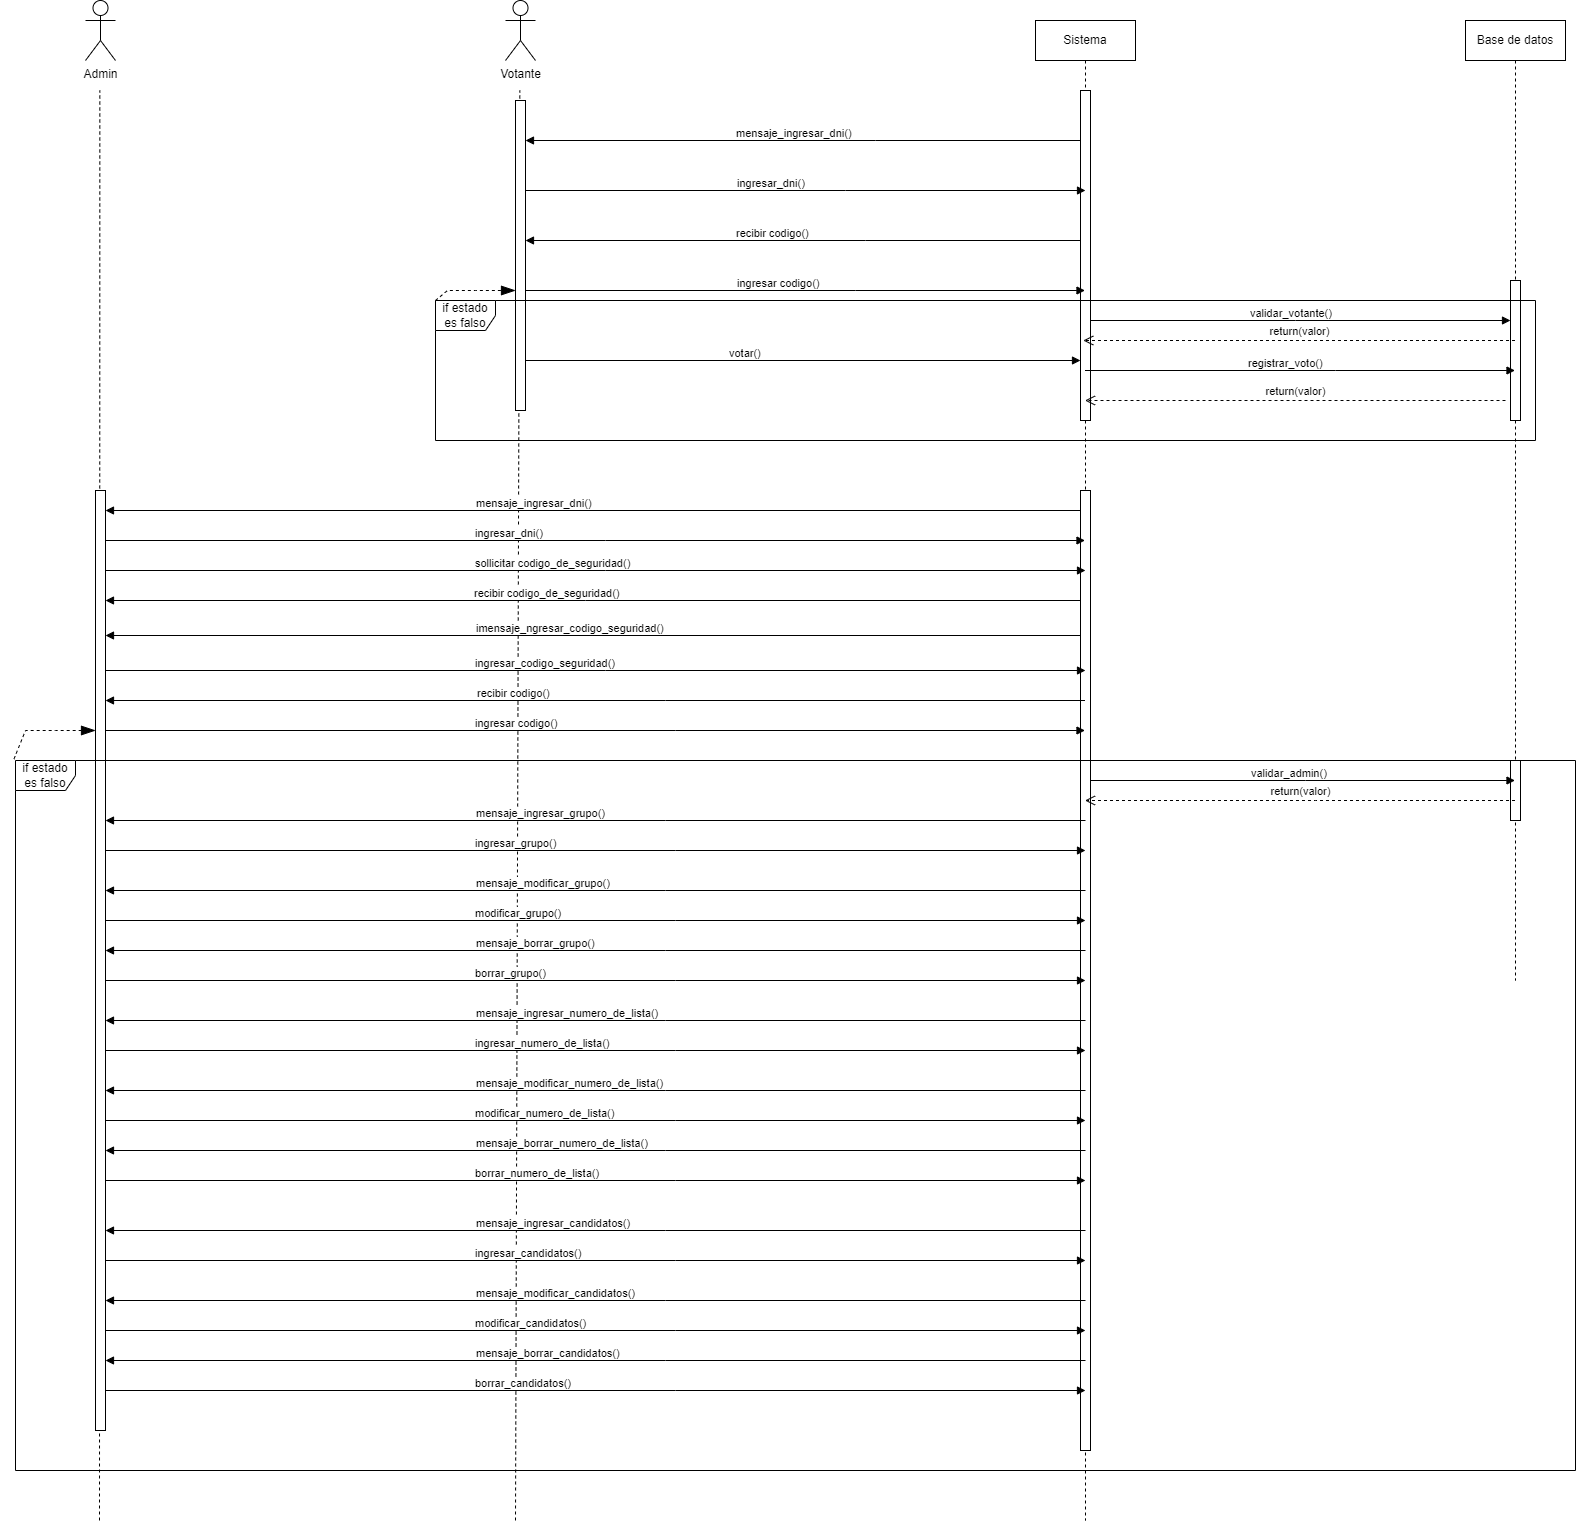 Admin
Votante
Sistema
Base de datos
mensaje_ingresar_dni()
ingresar_dni()
recibir codigo()
ingresar codigo()
if estado
es falso
validar_votante()
return(valor)
votar()
registrar_voto()
return(valor)
mensaje_ingresar_dni()
ingresar_dni()
sollicitar codigo_de_seguridad()
recibir codigo_de_seguridad()
imensaje_ngresar_codigo_seguridad()
ingresar_codigo_seguridad()
recibir codigo()
ingresar codigo()
if estado
es falso
validar_admin()
return(valor)
mensaje_ingresar_grupo()
ingresar_grupo()
mensaje_modificar_grupo()
modificar_grupo()
mensaje_borrar_grupo()
borrar_grupo()
mensaje_ingresar_numero_de_lista()
ingresar_numero_de_lista()
mensaje_modificar_numero_de_lista()
modificar_numero_de_lista()
mensaje_borrar_numero_de_lista()
borrar_numero_de_lista()
mensaje_ingresar_candidatos()
ingresar_candidatos()
mensaje_modificar_candidatos()
modificar_candidatos()
mensaje_borrar_candidatos()
borrar_candidatos()